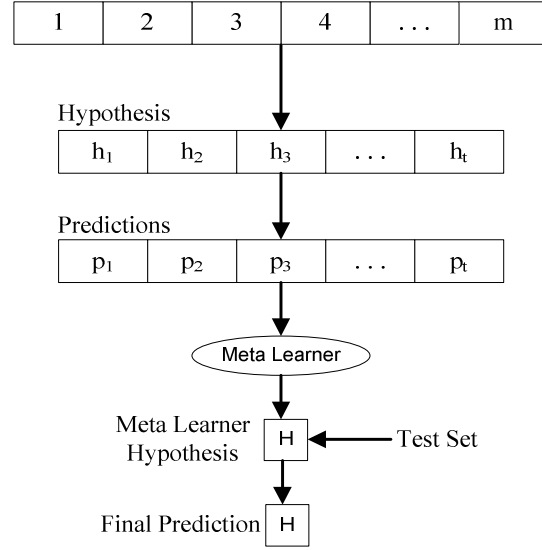 1 2 3 4 . . . m
Hypothesis
h₁ h₂ h₃ . . . hₜ
Predictions
p₁ p₂ p₃ . . . pₜ
Meta Learner
Meta Learner
Hypothesis
H
Test Set
Final Prediction
H